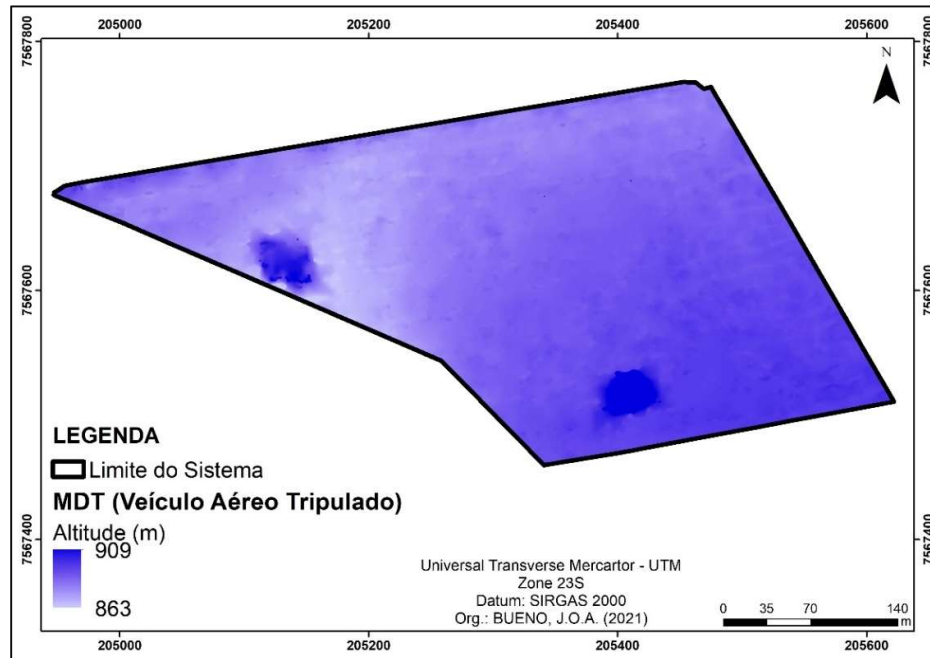 205000 205200 205400 205600
7567800 7567800
N
7567600 7567600
LEGENDA
Limite do Sistema
MDT (Veículo Aéreo Tripulado)
Altitude (m)
909
863
7567400 7567400
Universal Transverse Mercartor - UTM
Zone 23S
Datum: SIRGAS 2000
Org.: BUENO, J.O.A. (2021)
0 35 70 140
m
205000 205200 205400 205600